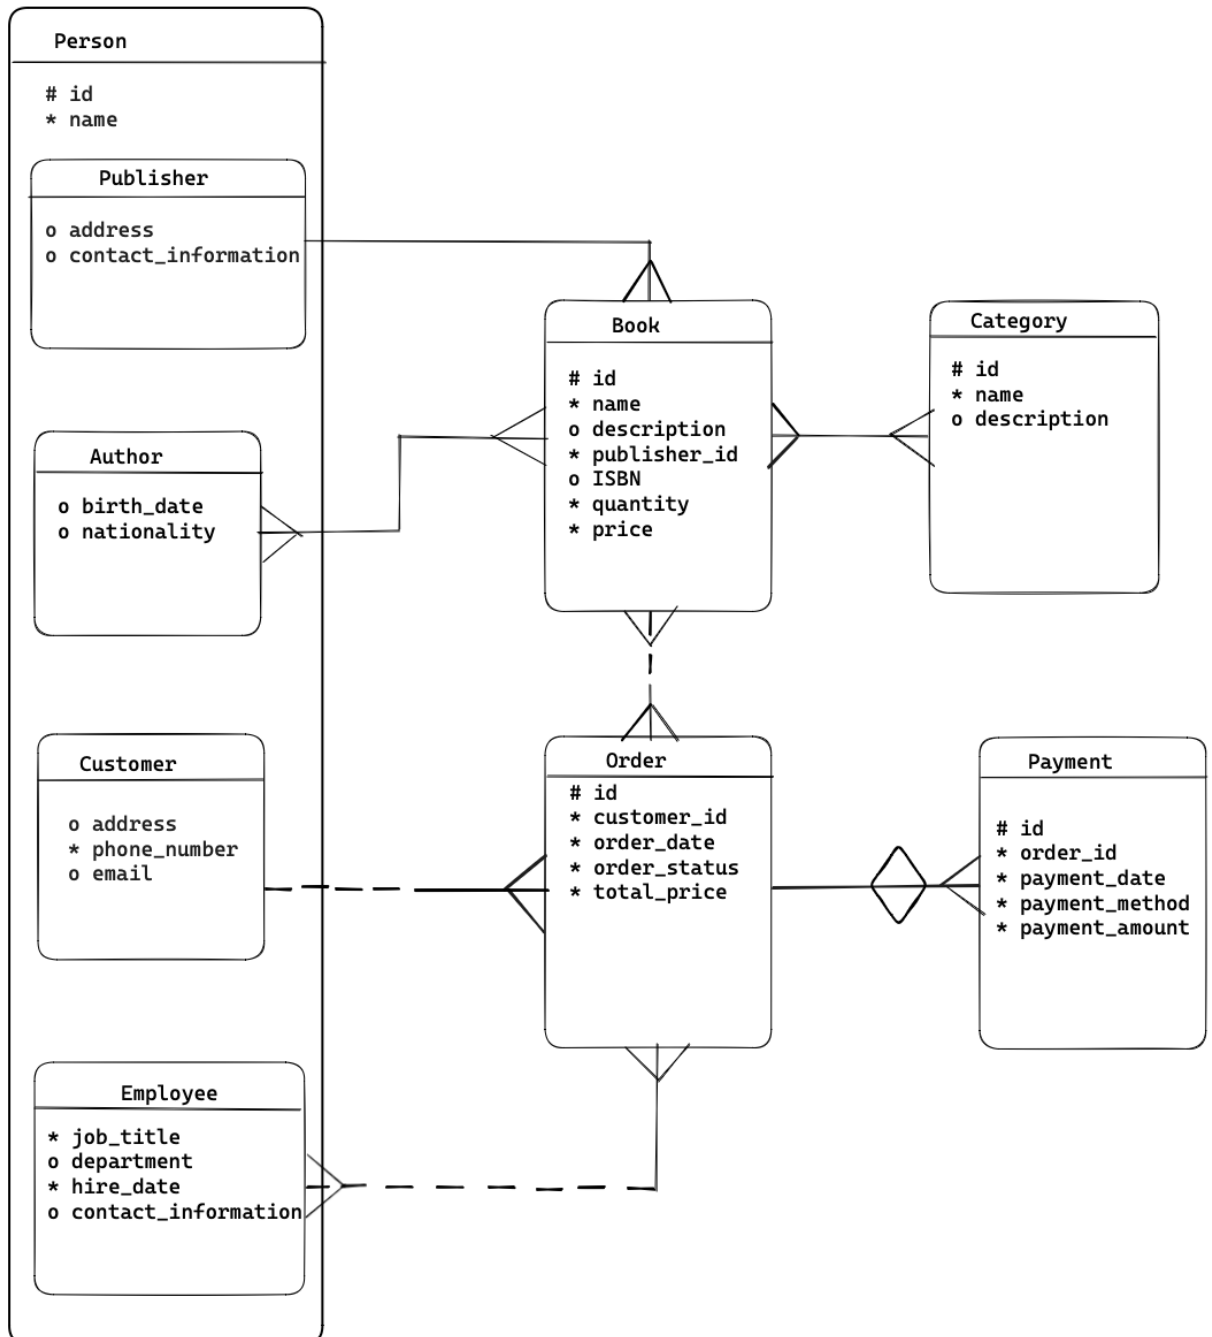 Person
# id
* name
Publisher
o address
o contact_information
Author
o birth_date
o nationality
Customer
o address
* phone_number
o email
Employee
* job_title
o department
* hire_date
o contact_information
Book
# id
* name
o description
* publisher_id
o ISBN
* quantity
* price
Category
# id
* name
o description
Order
# id
* customer_id
* order_date
* order_status
* total_price
Payment
# id
* order_id
* payment_date
* payment_method
* payment_amount